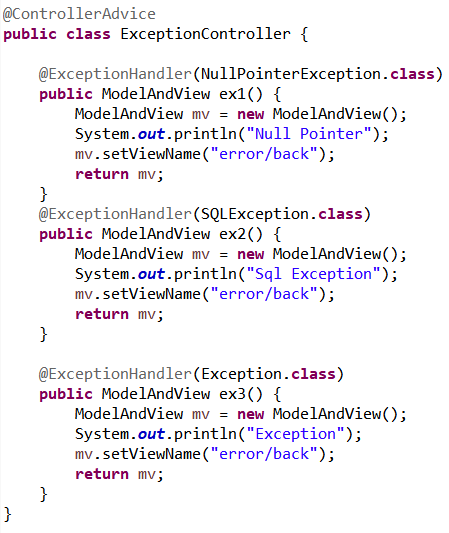 @ControllerAdvice
public class ExceptionController {
@ExceptionHandler(NullPointerException.class)
public ModelAndView ex1() {
ModelAndView mv = new ModelAndView();
System.out.println("Null Pointer");
mv.setViewName("error/back");
return mv;
}
@ExceptionHandler(SQLException.class)
public ModelAndView ex2() {
ModelAndView mv = new ModelAndView();
System.out.println("Sql Exception");
mv.setViewName("error/back");
return mv;
}
@ExceptionHandler(Exception.class)
public ModelAndView ex3() {
ModelAndView mv = new ModelAndView();
System.out.println("Exception");
mv.setViewName("error/back");
return mv;
}
}